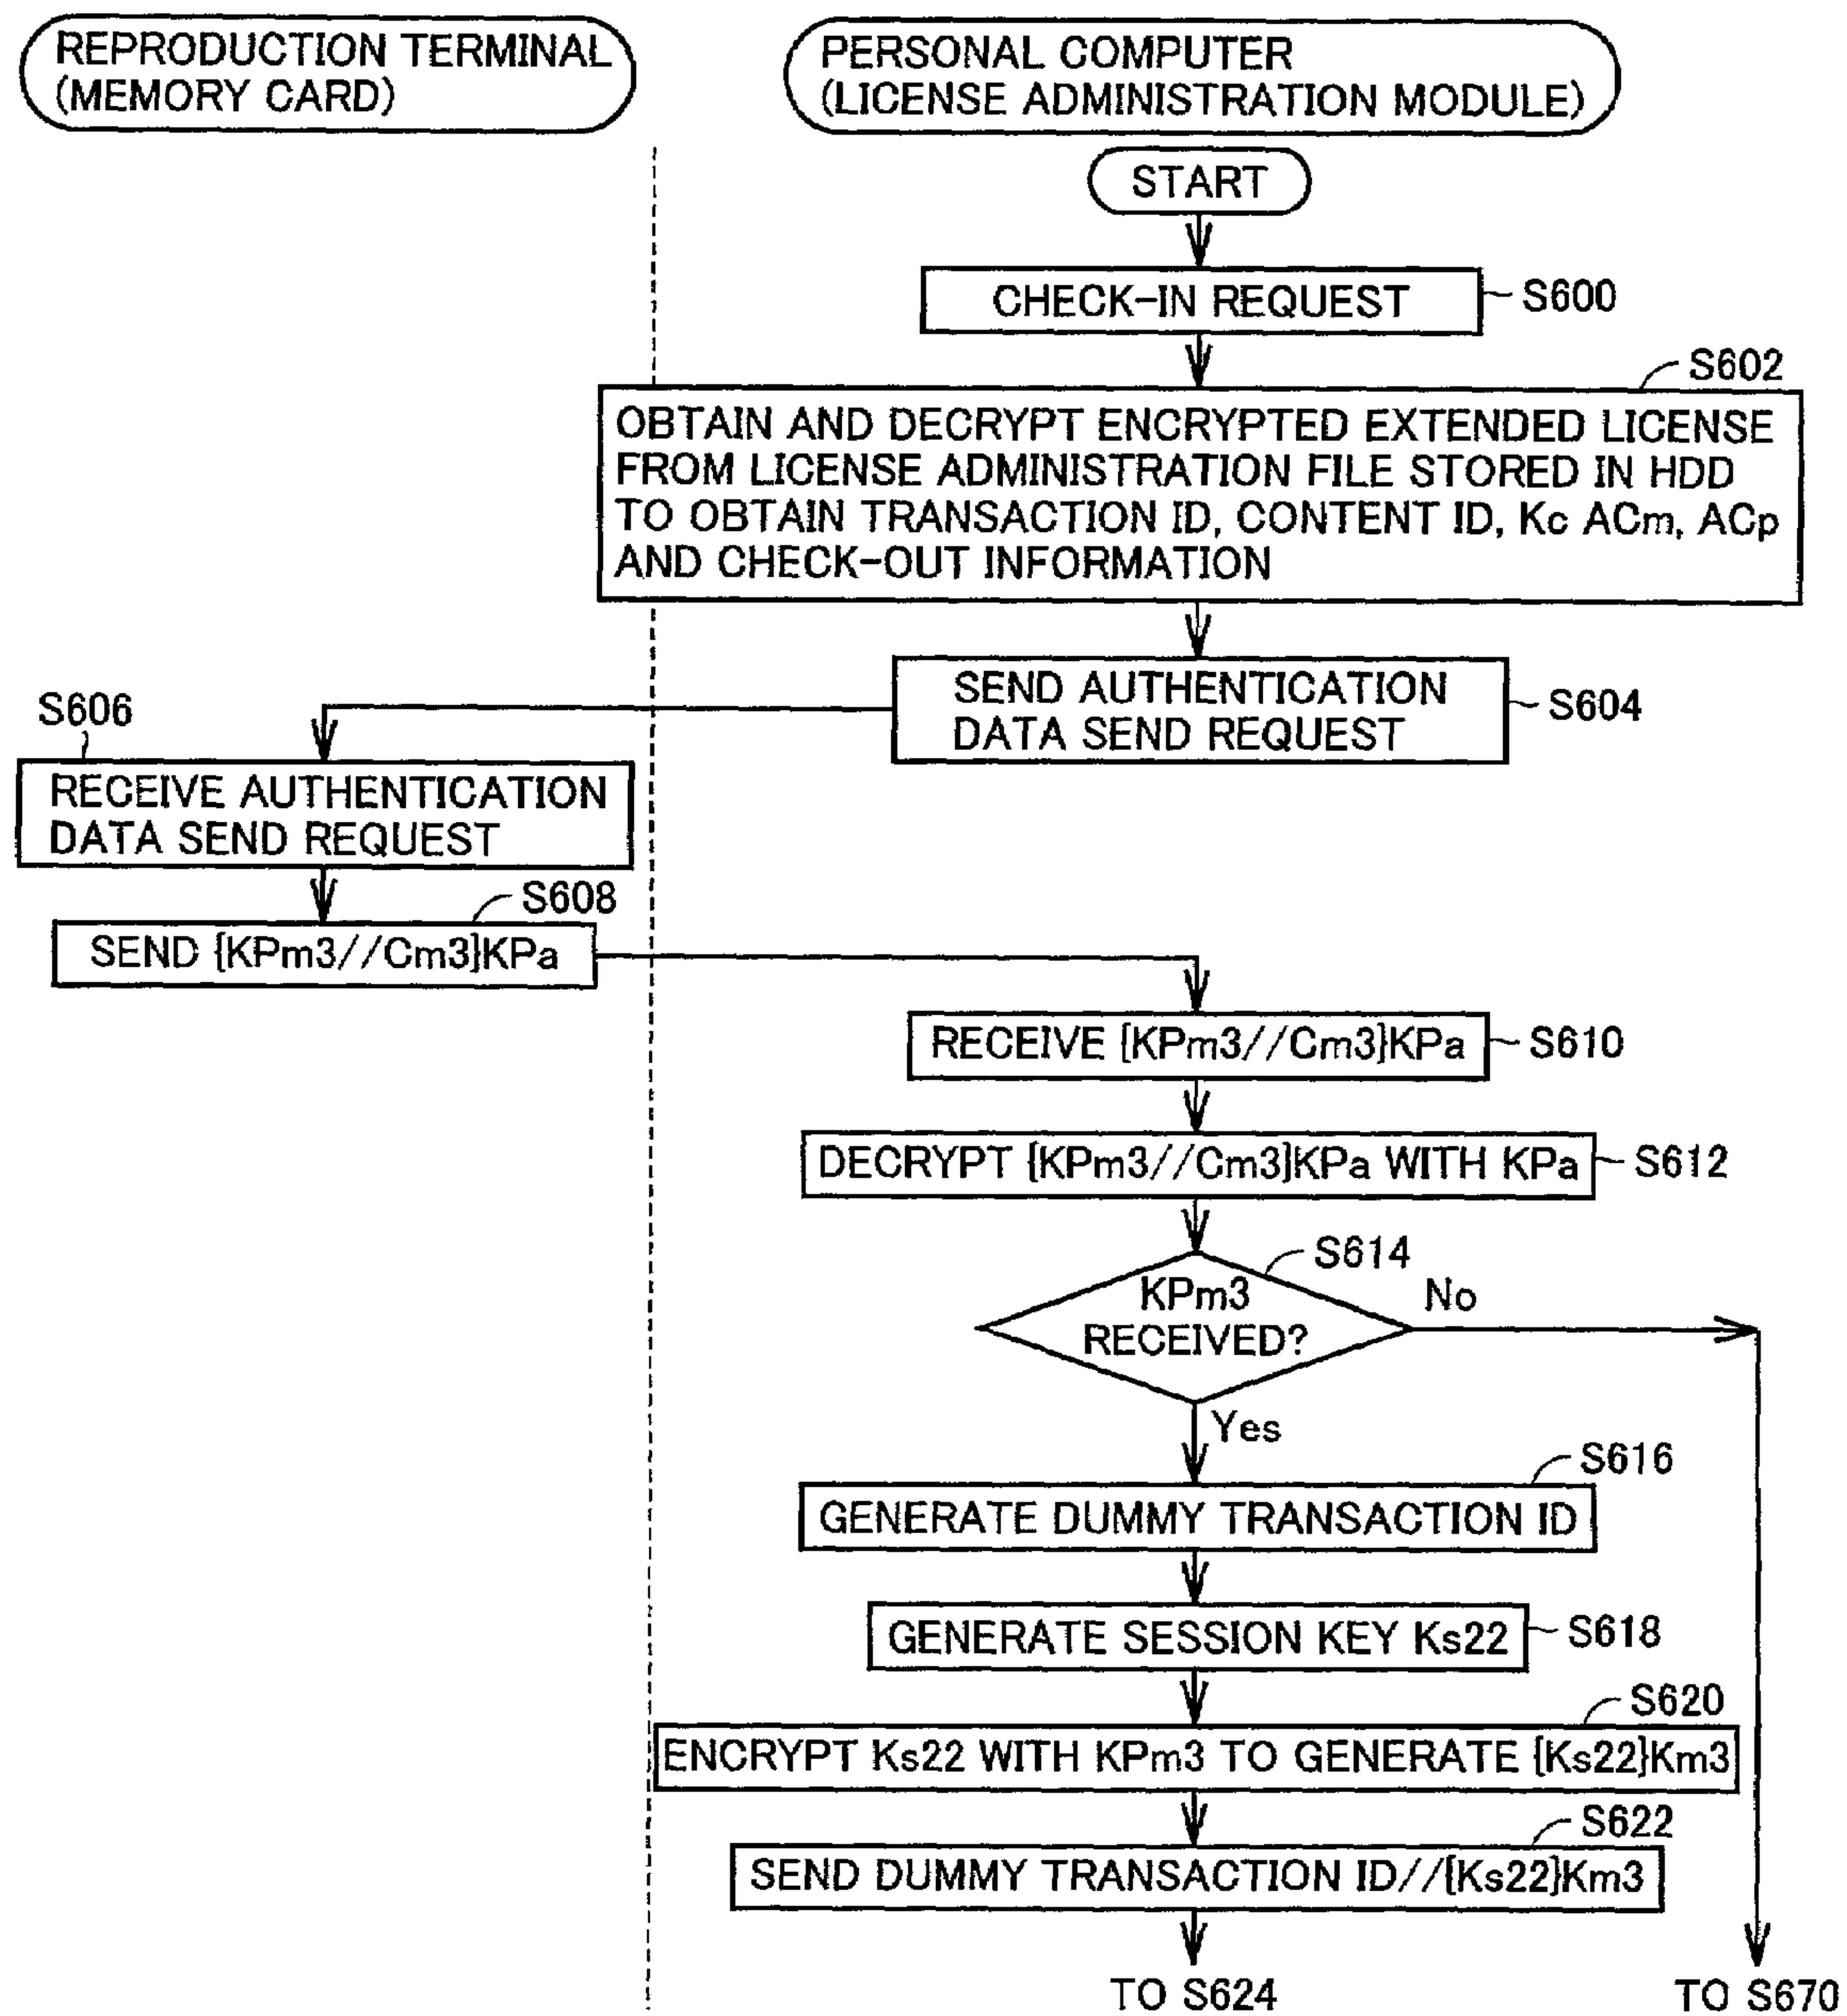 REPRODUCTION TERMINAL
(MEMORY CARD)
PERSONAL COMPUTER
(LICENSE ADMINISTRATION MODULE)
START
CHECK-IN REQUEST
S600
S602
OBTAIN AND DECRYPT ENCRYPTED EXTENDED LICENSE
FROM LICENSE ADMINISTRATION FILE STORED IN HDD
TO OBTAIN TRANSACTION ID, CONTENT ID, Kc ACm, ACp
AND CHECK-OUT INFORMATION
SEND AUTHENTICATION
DATA SEND REQUEST
S604
S606
RECEIVE AUTHENTICATION
DATA SEND REQUEST
S608
SEND {KPm3//Cm3}KPa
RECEIVE {KPm3//Cm3}KPa
S610
DECRYPT {KPm3//Cm3}KPa WITH KPa
S612
S614
KPm3
RECEIVED?
No
Yes
S616
GENERATE DUMMY TRANSACTION ID
GENERATE SESSION KEY Ks22
S618
S620
ENCRYPT Ks22 WITH KPm3 TO GENERATE {Ks22}Km3
S622
SEND DUMMY TRANSACTION ID//{Ks22}Km3
TO S624
TO S670